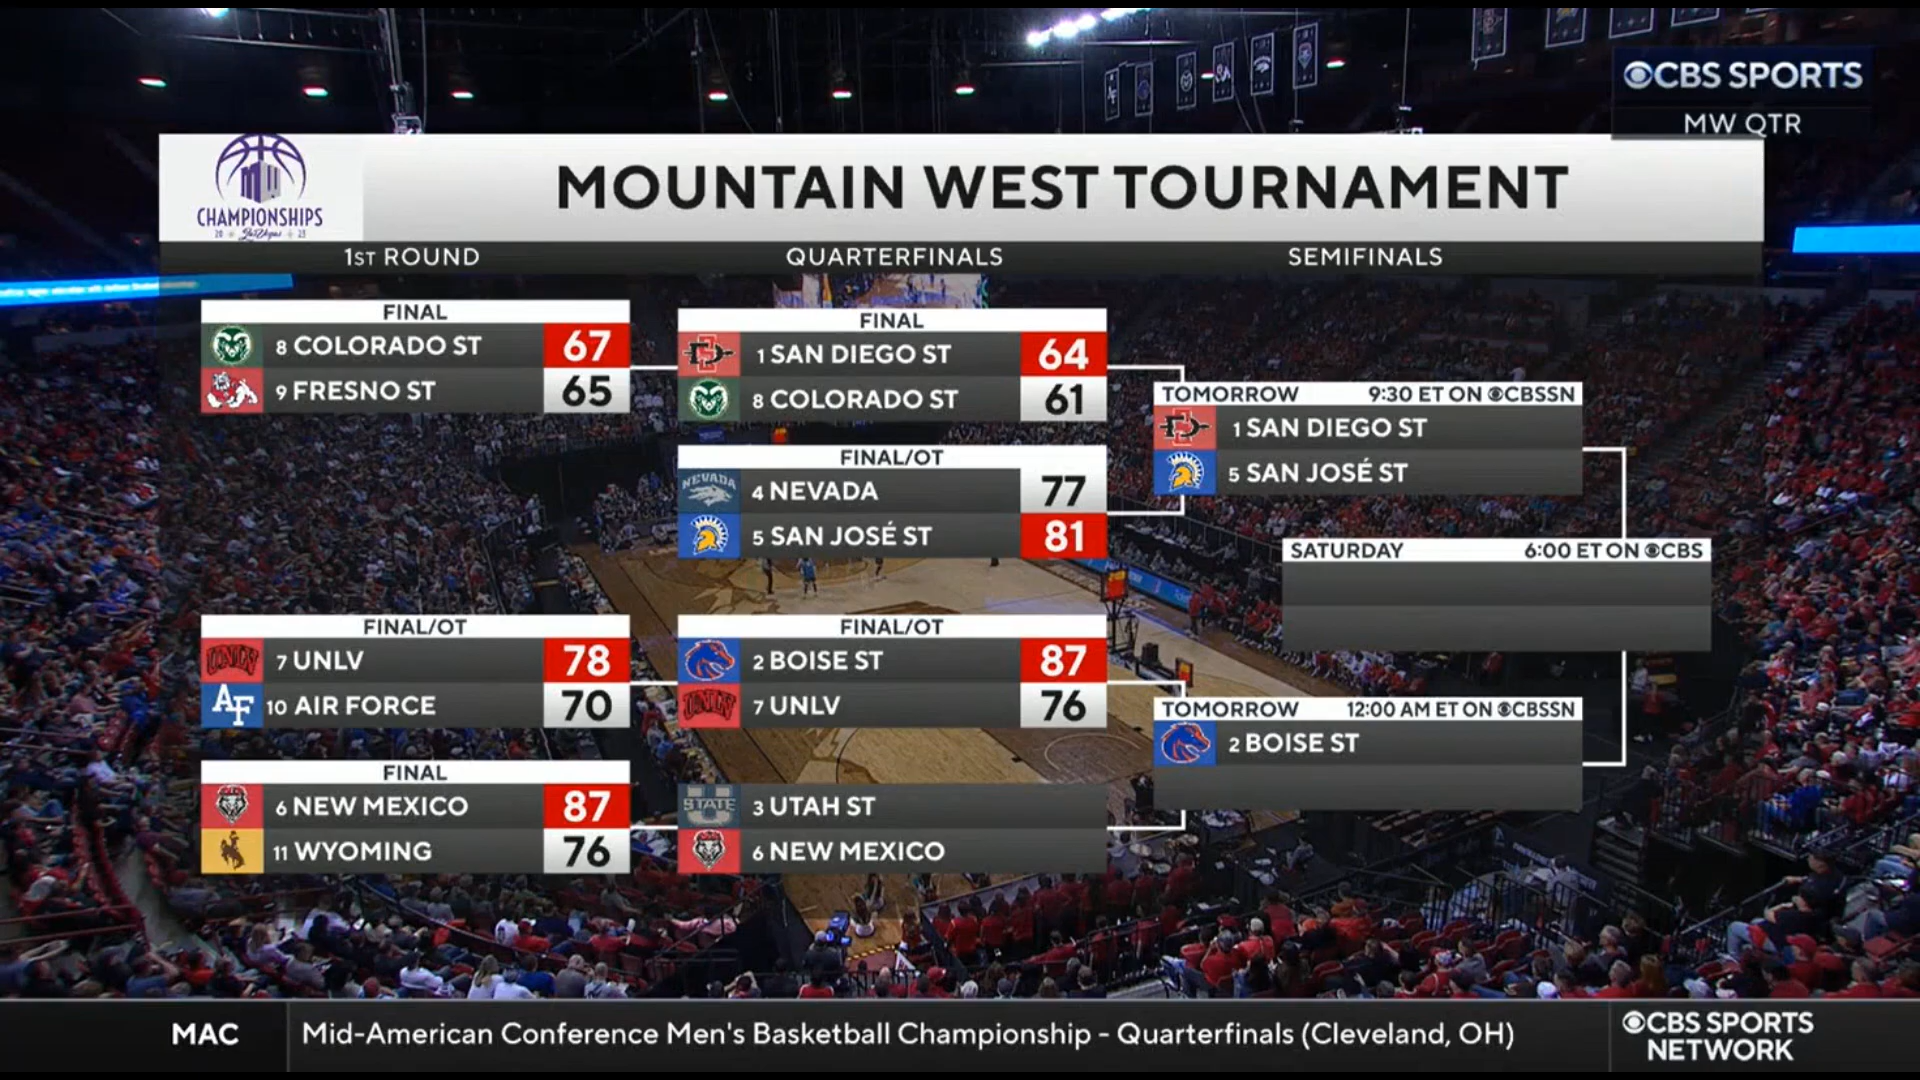 CBS SPORTS
MW QTR
CHAMPIONSHIPS
20 Las Vegas 23
MOUNTAIN WEST TOURNAMENT
1ST ROUND
QUARTERFINALS
SEMIFINALS
FINAL
8 COLORADO ST 67
9 FRESNO ST 65
FINAL/OT
UNLV 7 UNLV 78
AF 10 AIR FORCE 70
FINAL
6 NEW MEXICO 87
11 WYOMING 76
FINAL
1 SAN DIEGO ST 64
8 COLORADO ST 61
FINAL/OT
NEVADA 4 NEVADA 77
5 SAN JOSÉ ST 81
FINAL/OT
2 BOISE ST 87
UNLV 7 UNLV 76
STATE 3 UTAH ST
6 NEW MEXICO
TOMORROW 9:30 ET ON CBSSN
1 SAN DIEGO ST
5 SAN JOSÉ ST
SATURDAY 6:00 ET ON CBS
TOMORROW 12:00 AM ET ON CBSSN
2 BOISE ST
MAC
Mid-American Conference Men's Basketball Championship - Quarterfinals (Cleveland, OH)
CBS SPORTS
NETWORK